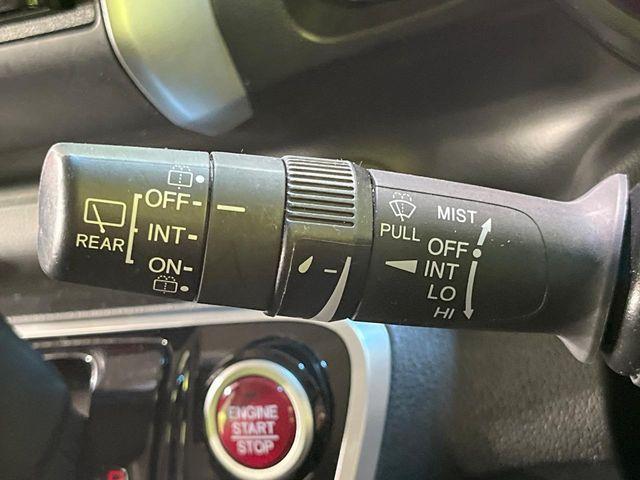 OFF
REAR
INT
ON
PULL
MIST
OFF
INT
LO
HI
ENGINE
START
STOP